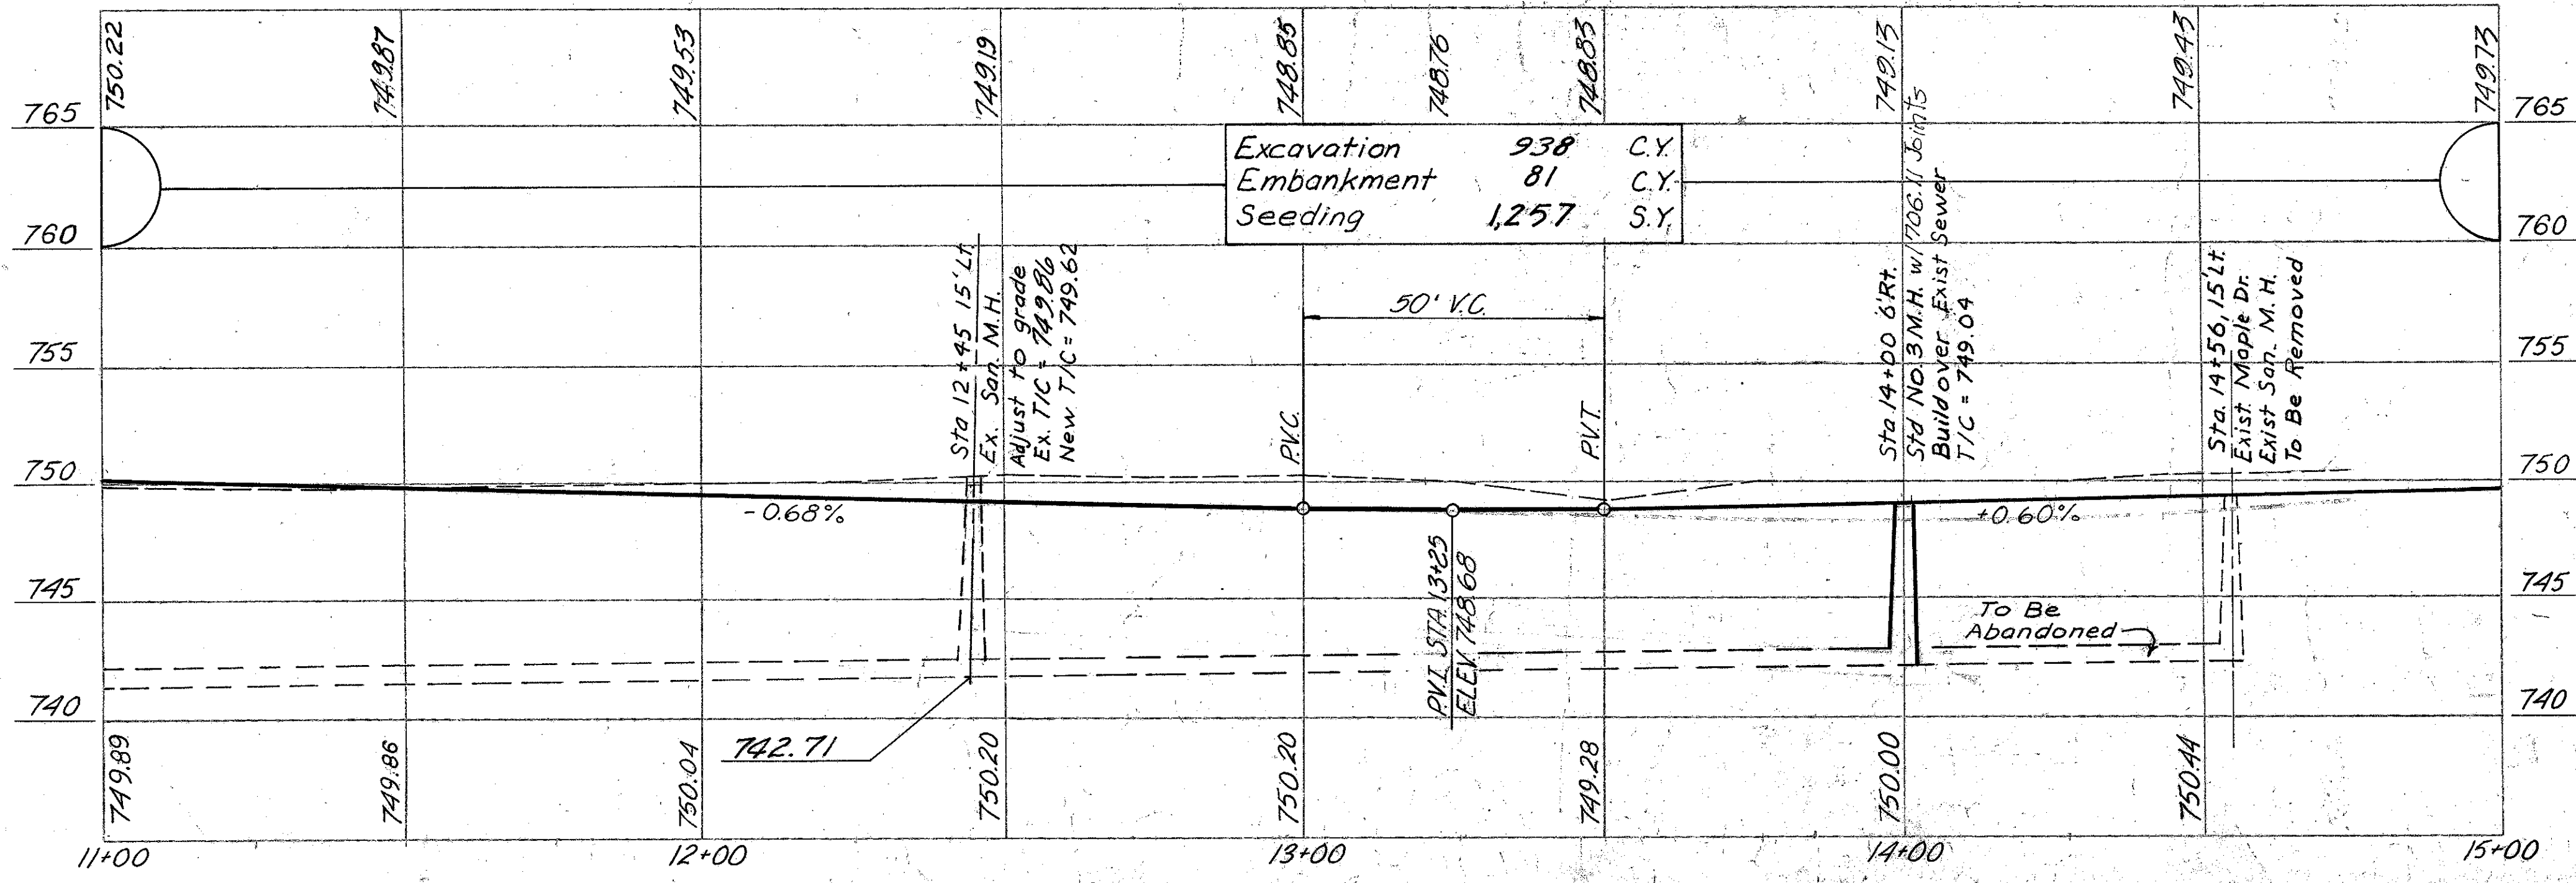 750.22
749.87
749.53
749.19
748.85
748.76
748.83
749.13
749.43
749.73
765
765
Excavation 938 C.Y.
Embankment 81 C.Y.
Seeding 1,257 S.Y.
760
760
Sta 12+45 15' Lt.
Ex. San. M.H.
Adjust to grade
Ex. T/C = 749.86
New T/C = 749.62
50' V.C.
Sta 14+00 6' Rt.
Std No. 3 M.H. w/ 706.11 Joints
Build over Exist Sewer
T/C = 749.04
Sta. 14+56, 15' Lt.
Exist. Maple Dr.
Exist San. M.H.
To Be Removed
755
755
P.V.C.
P.V.T.
750
750
-0.68%
+0.60%
P.V.I. STA. 13+25
ELEV. 748.68
745
745
To Be
Abandoned
740
740
742.71
749.89
749.86
750.04
750.20
750.20
749.28
750.00
750.44
11+00
12+00
13+00
14+00
15+00